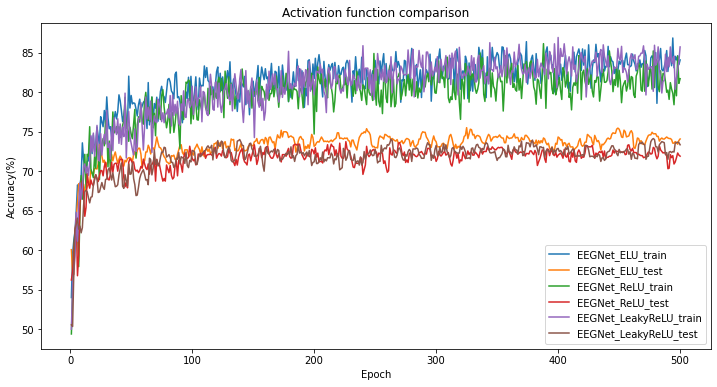 Activation function comparison
Accuracy(%)
85
80
75
70
65
60
55
50
0 100 200 300 400 500
Epoch
EEGNet_ELU_train
EEGNet_ELU_test
EEGNet_ReLU_train
EEGNet_ReLU_test
EEGNet_LeakyReLU_train
EEGNet_LeakyReLU_test